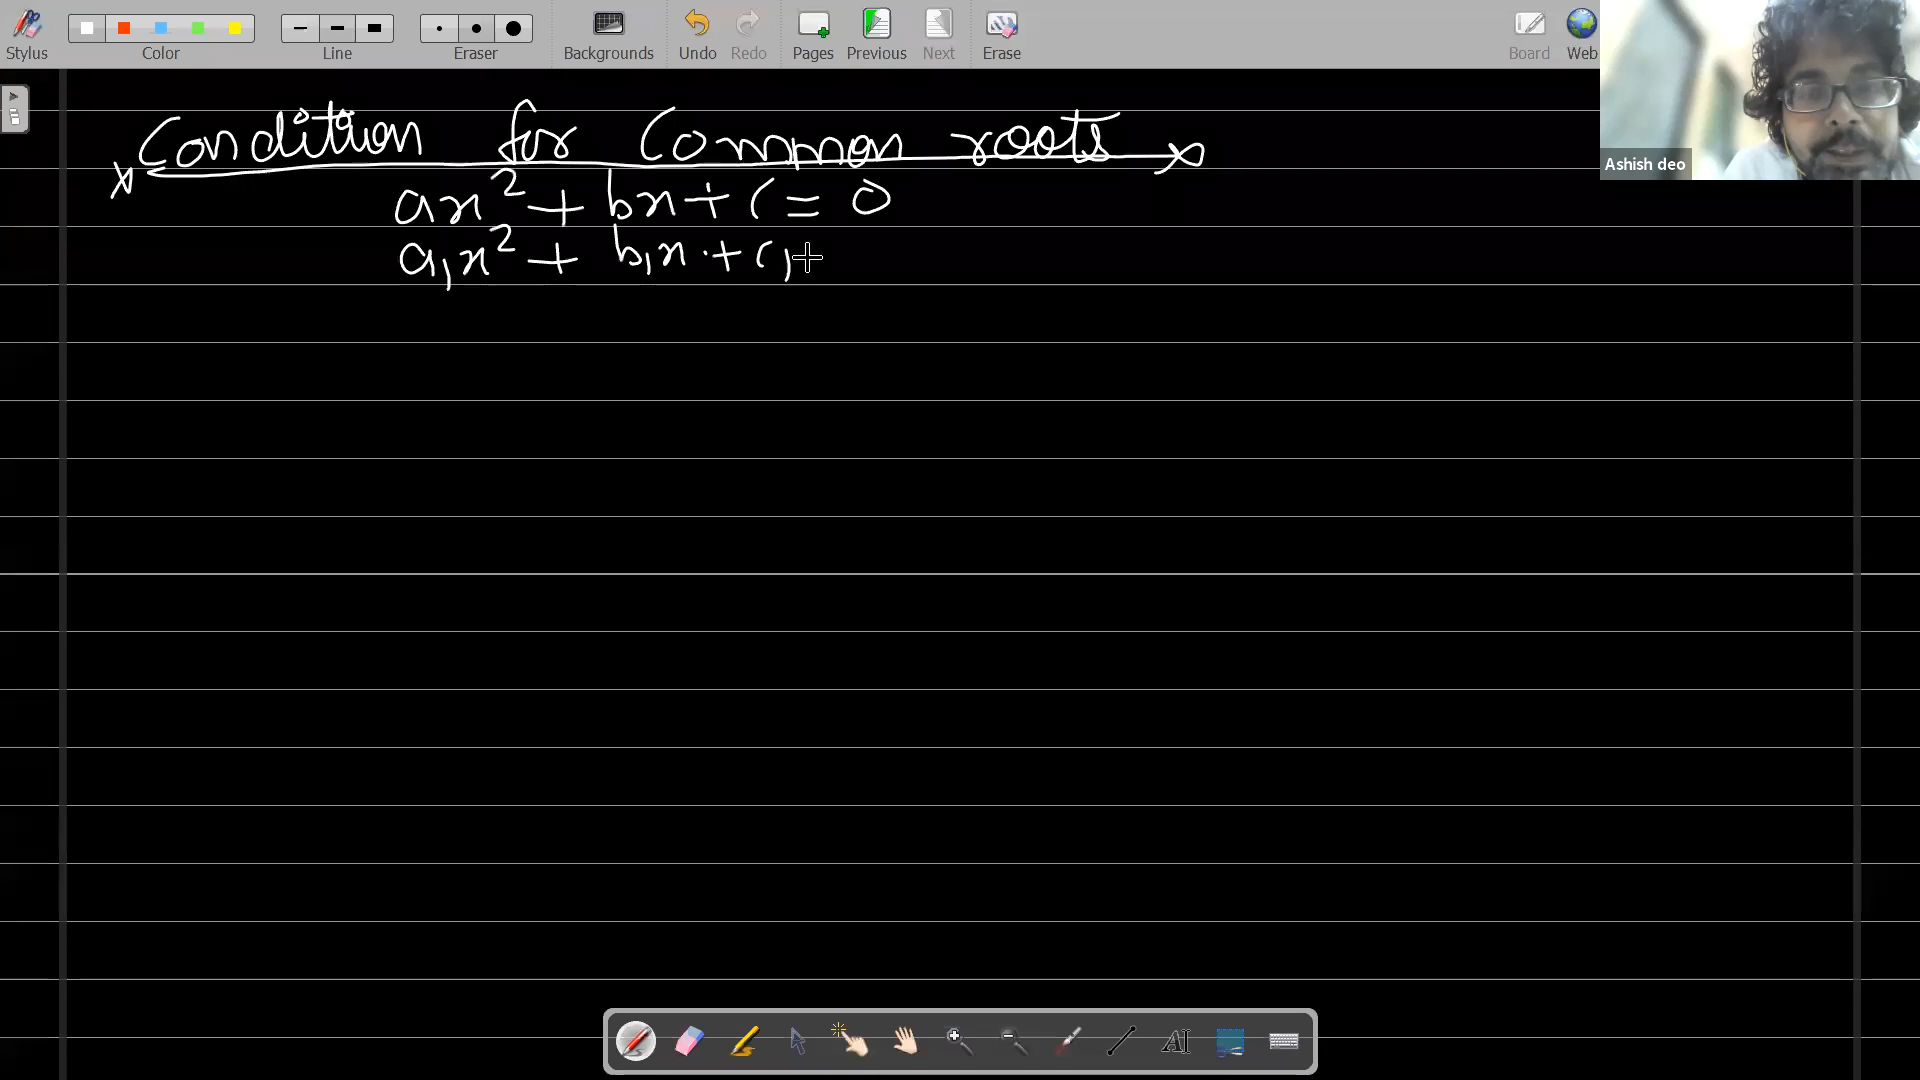 Stylus Color Line Eraser Backgrounds Undo Redo Pages Previous Next Erase Board Web
Ashish deo
Condition for Common roots
ax² + bx + c = 0
a₁x² + b₁x + c₁